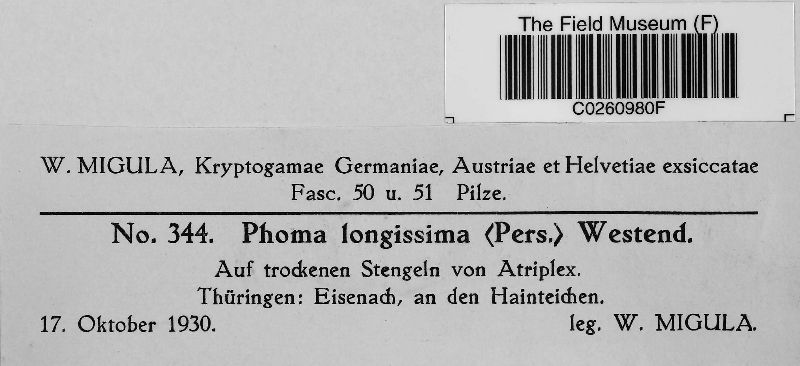 The Field Museum (F)
C0260980F
W. MIGULA, Kryptogamae Germaniae, Austriae et Helvetiae exsiccatae
Fasc. 50 u. 51 Pilze.
No. 344. Phoma longissima (Pers.) Westend.
Auf trockenen Stengeln von Atriplex.
Thüringen: Eisenach, an den Hainteichen.
17. Oktober 1930. leg. W. MIGULA.